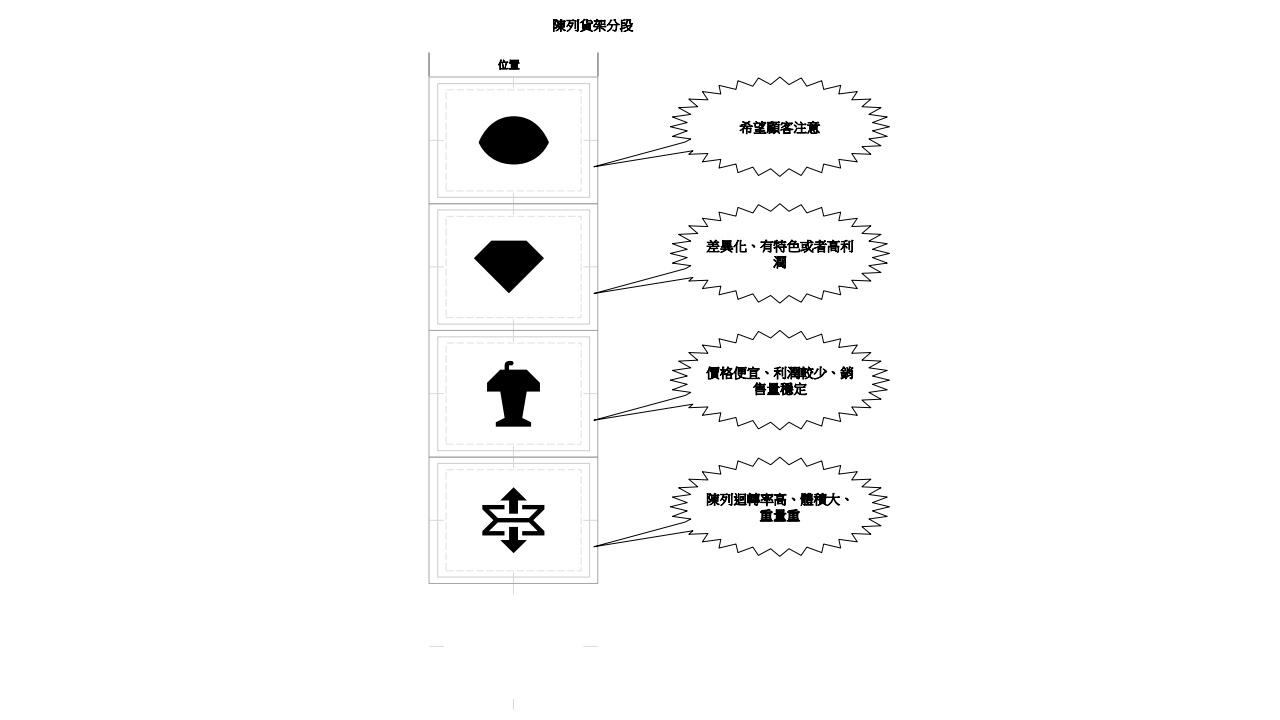 陳列貨架分段
位置
希望顧客注意
差異化、有特色或者高利
潤
價格便宜、利潤較少、銷
售量穩定
陳列迴轉率高、體積大、
重量重